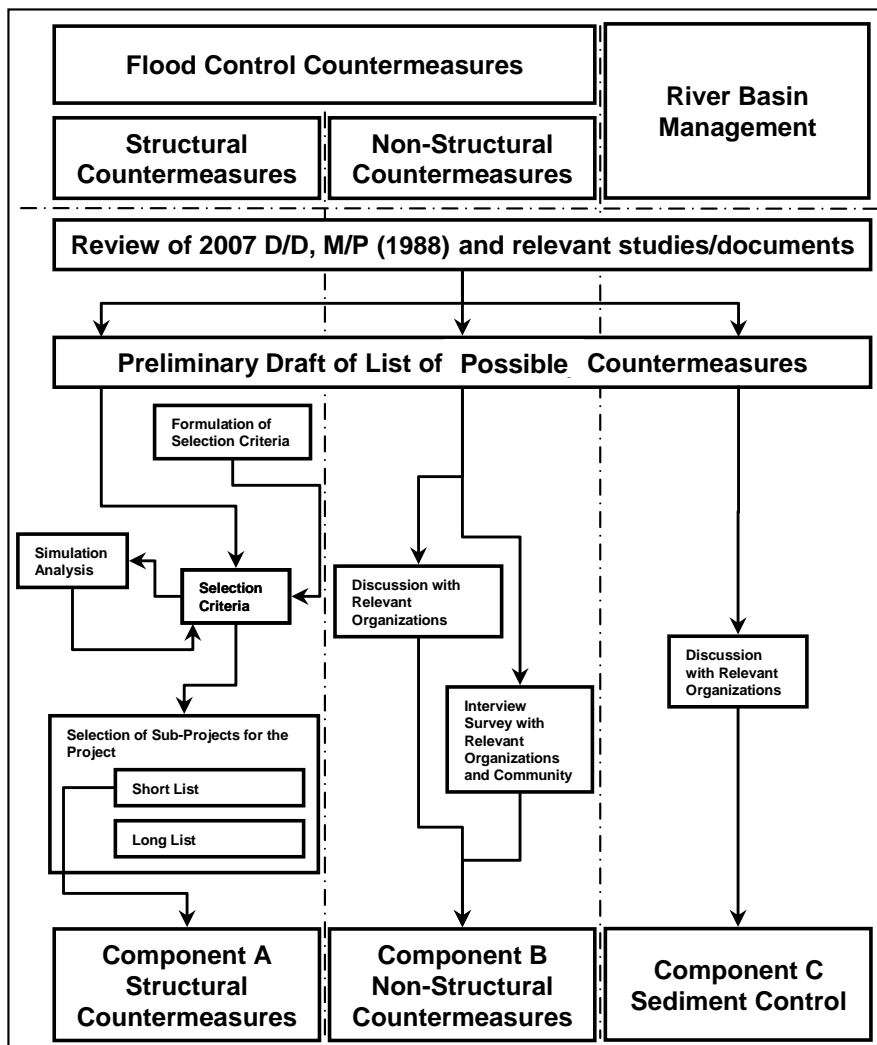 Flood Control Countermeasures
River Basin
Management
Structural
Countermeasures
Non-Structural
Countermeasures
Review of 2007 D/D, M/P (1988) and relevant studies/documents
Preliminary Draft of List of Possible Countermeasures
Formulation of
Selection Criteria
Simulation
Analysis
Selection
Criteria
Discussion with
Relevant
Organizations
Discussion
with Relevant
Organizations
Interview
Survey with
Relevant
Organizations
and Community
Selection of Sub-Projects for the
Project
Short List
Long List
Component A
Structural
Countermeasures
Component B
Non-Structural
Countermeasures
Component C
Sediment Control